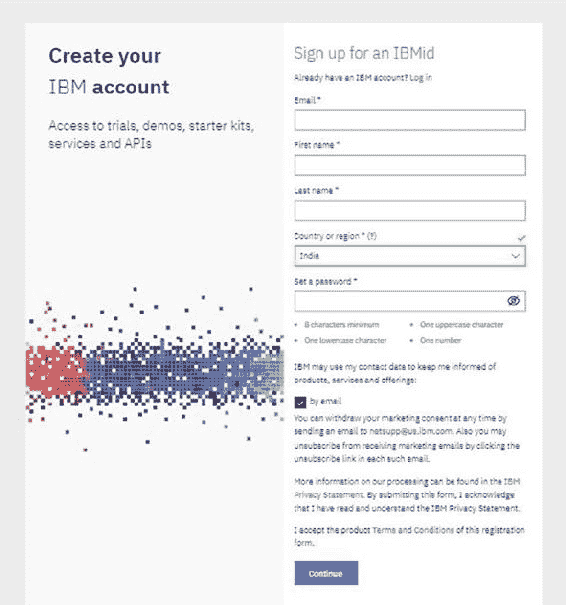 Create your
IBM account
Access to trials, demos, starter kits,
services and APIs
Sign up for an IBMid
Already have an IBM account? Log in
Email *
First name *
Last name *
Country or region * (?)
India
Set a password *
8 characters minimum
One uppercase character
One lowercase character
One number
IBM may use my contact data to keep me informed of
products, services and offerings:
by email
You can withdraw your marketing consent at any time by
sending an email to netsupp@us.ibm.com. Also you may
unsubscribe from receiving marketing emails by clicking the
unsubscribe link in each such email.
More information on our processing can be found in the IBM
Privacy Statement. By submitting this form, I acknowledge
that I have read and understand the IBM Privacy Statement.
I accept the product Terms and Conditions of this registration
form.
Continue